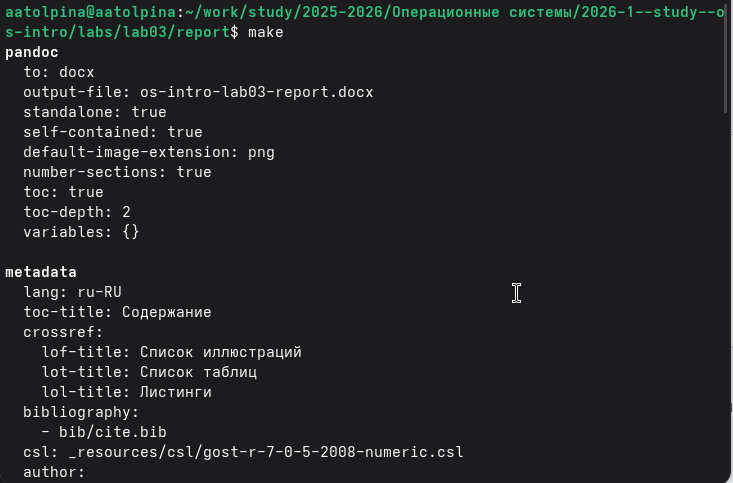 aatolpina@aatolpina:~/work/study/2025-2026/Операционные системы/2026-1--study--o
s-intro/labs/lab03/report$ make
pandoc
  to: docx
  output-file: os-intro-lab03-report.docx
  standalone: true
  self-contained: true
  default-image-extension: png
  number-sections: true
  toc: true
  toc-depth: 2
  variables: {}

metadata
  lang: ru-RU
  toc-title: Содержание
  crossref:
    lof-title: Список иллюстраций
    lot-title: Список таблиц
    lol-title: Листинги
  bibliography:
    - bib/cite.bib
  csl: _resources/csl/gost-r-7-0-5-2008-numeric.csl
  author: